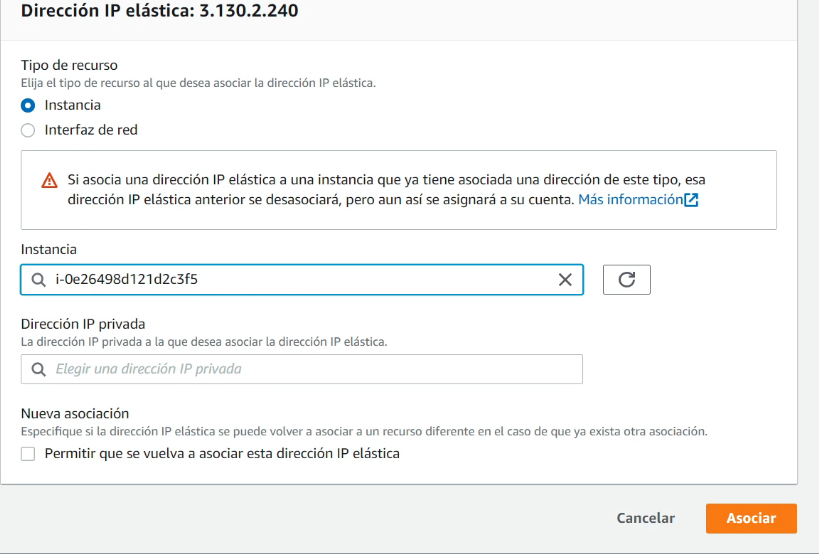 Dirección IP elástica: 3.130.2.240
Tipo de recurso
Elija el tipo de recurso al que desea asociar la dirección IP elástica.
Instancia
Interfaz de red
Si asocia una dirección IP elástica a una instancia que ya tiene asociada una dirección de este tipo, esa
dirección IP elástica anterior se desasociará, pero aun así se asignará a su cuenta. Más información
Instancia
i-0e26498d121d2c3f5
Dirección IP privada
La dirección IP privada a la que desea asociar la dirección IP elástica.
Elegir una dirección IP privada
Nueva asociación
Especifique si la dirección IP elástica se puede volver a asociar a un recurso diferente en el caso de que ya exista otra asociación.
Permitir que se vuelva a asociar esta dirección IP elástica
Cancelar Asociar